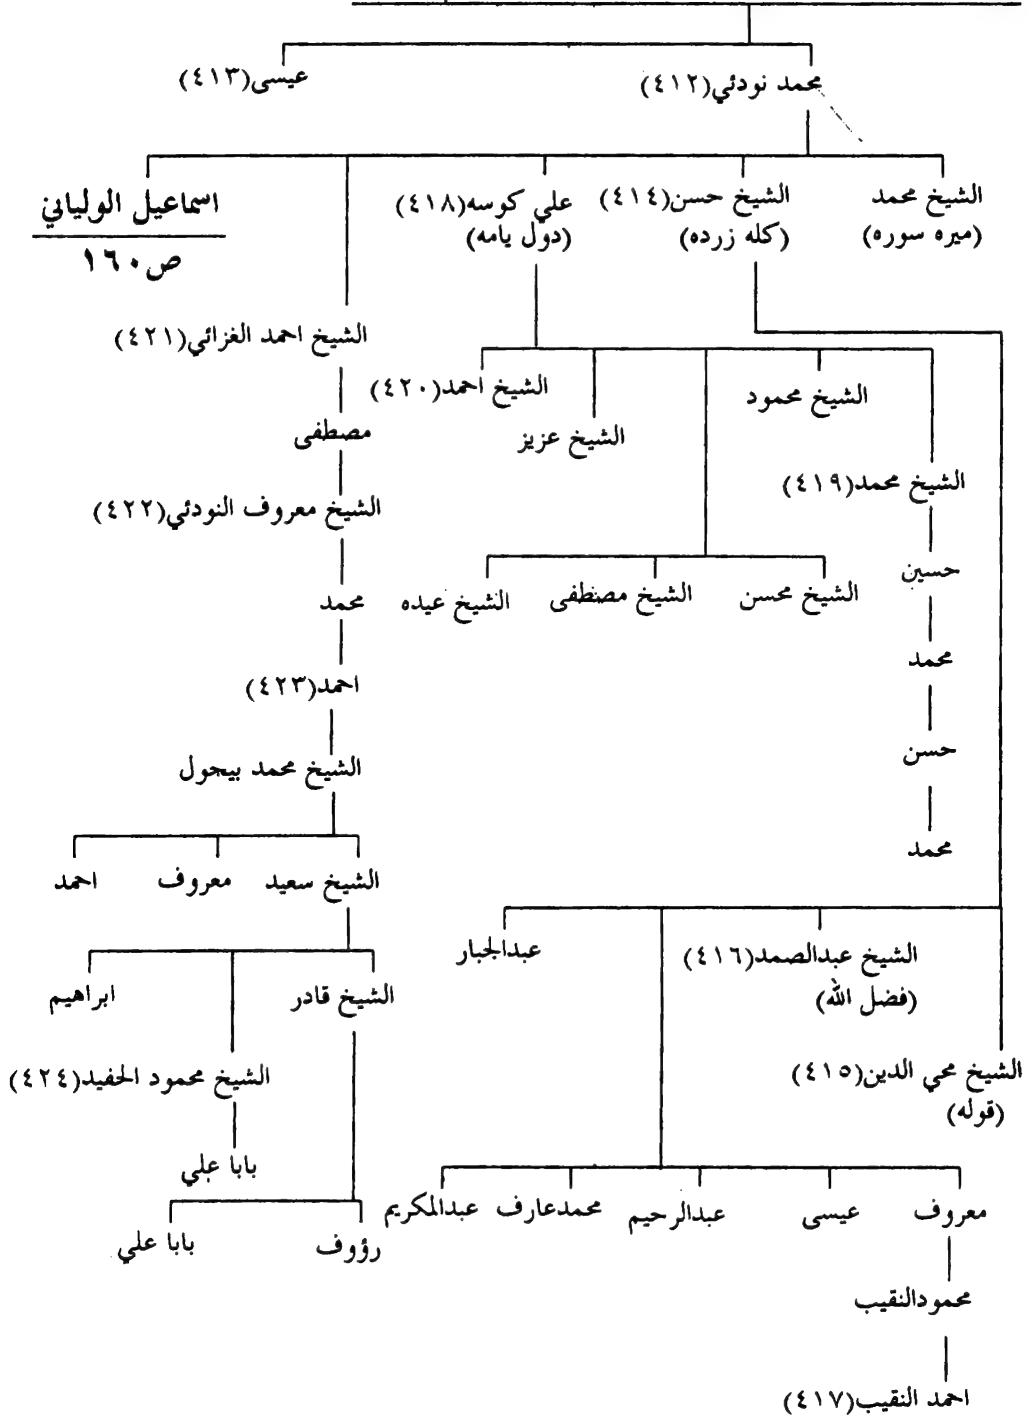 محمد نودئي(٤١٢)
عيسى(٤١٣)
الشيخ محمد
(ميره سوره)
الشيخ حسن(٤١٤)
(كله زرده)
علي كوسه(٤١٨)
(دول يامه)
اسماعيل الولياني
ص١٦٠
الشيخ احمد الغزائي(٤٢١)
الشيخ محمود
الشيخ احمد(٤٢٠)
الشيخ عزيز
مصطفى
الشيخ محمد(٤١٩)
الشيخ معروف النودئي(٤٢٢)
حسين
الشيخ محسن
الشيخ مصطفى
الشيخ عيده
محمد
محمد
احمد(٤٢٣)
حسن
الشيخ محمد بيجول
محمد
الشيخ سعيد
معروف
احمد
الشيخ عبدالصمد(٤١٦)
(فضل الله)
عبدالجبار
الشيخ قادر
ابراهيم
الشيخ محي الدين(٤١٥)
(قوله)
الشيخ محمود الحفيد(٤٢٤)
بابا علي
معروف
عيسى
عبدالرحيم
محمدعارف
عبدالمكريم
رؤوف
بابا علي
محمودالنقيب
احمد النقيب(٤١٧)